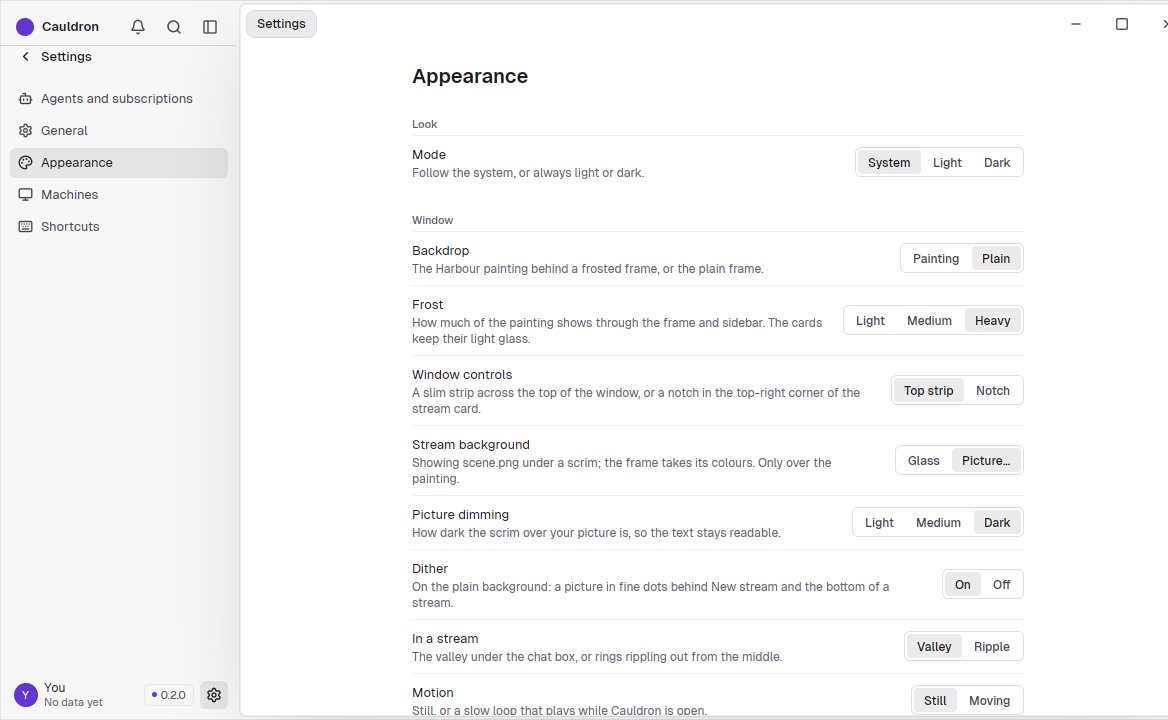 Cauldron
Settings
Settings
Agents and subscriptions
General
Appearance
Machines
Shortcuts
Appearance
Look
Mode
Follow the system, or always light or dark.
System Light Dark
Window
Backdrop
The Harbour painting behind a frosted frame, or the plain frame.
Painting Plain
Frost
How much of the painting shows through the frame and sidebar. The cards
keep their light glass.
Light Medium Heavy
Window controls
A slim strip across the top of the window, or a notch in the top-right corner of the
stream card.
Top strip Notch
Stream background
Showing scene.png under a scrim; the frame takes its colours. Only over the
painting.
Glass Picture…
Picture dimming
How dark the scrim over your picture is, so the text stays readable.
Light Medium Dark
Dither
On the plain background: a picture in fine dots behind New stream and the bottom of a
stream.
On Off
In a stream
The valley under the chat box, or rings rippling out from the middle.
Valley Ripple
Motion
Still, or a slow loop that plays while Cauldron is open.
Still Moving
Y
You
No data yet
0.2.0